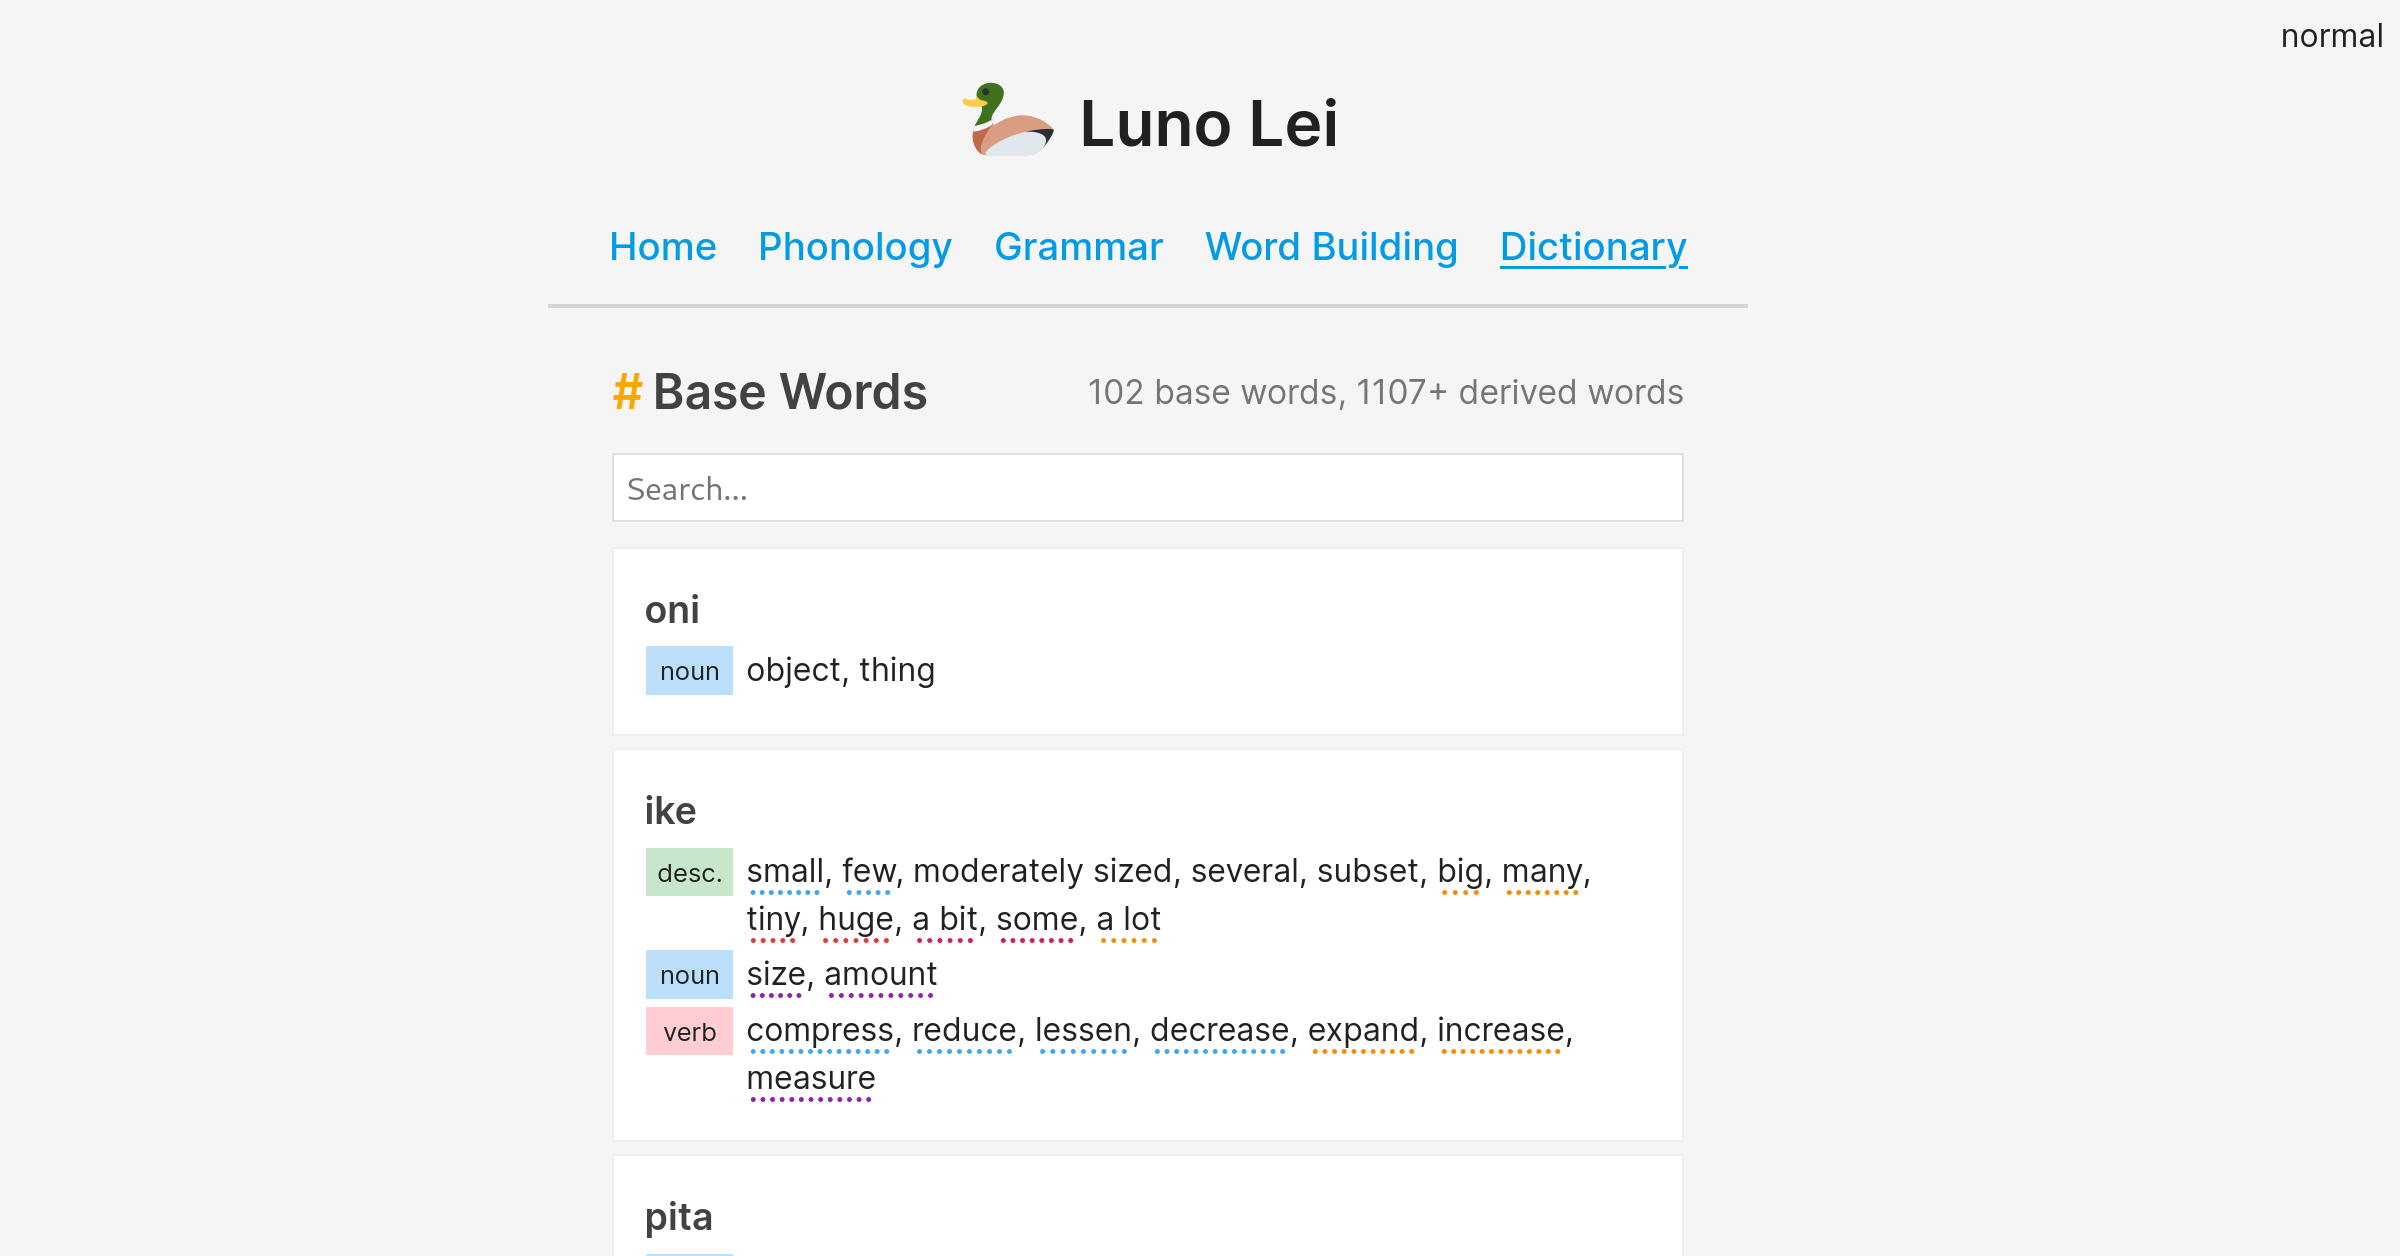 normal
Luno Lei
Home Phonology Grammar Word Building Dictionary
# Base Words 102 base words, 1107+ derived words
Search...
oni
noun object, thing
ike
desc. small, few, moderately sized, several, subset, big, many,
tiny, huge, a bit, some, a lot
noun size, amount
verb compress, reduce, lessen, decrease, expand, increase,
measure
pita